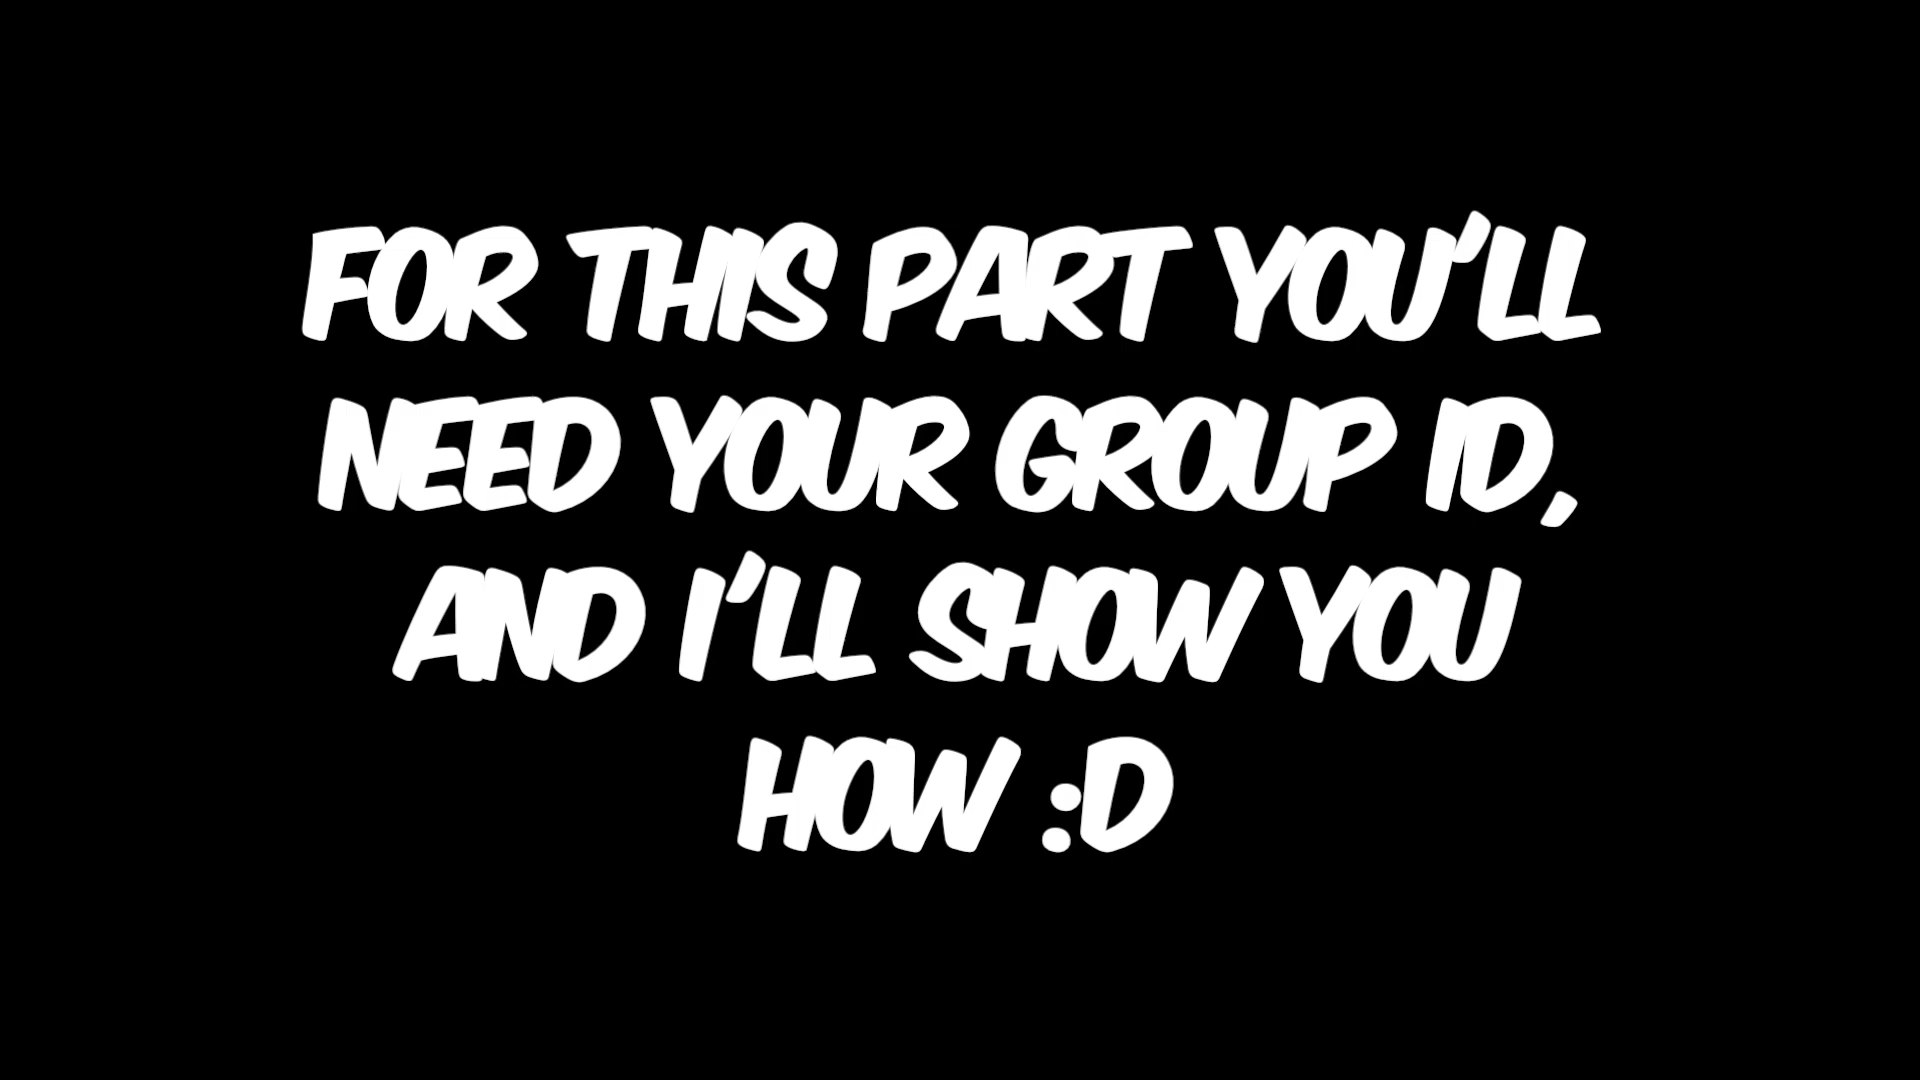 FOR THIS PART YOU'LL
NEED YOUR GROUP ID,
AND I'LL SHOW YOU
HOW :D